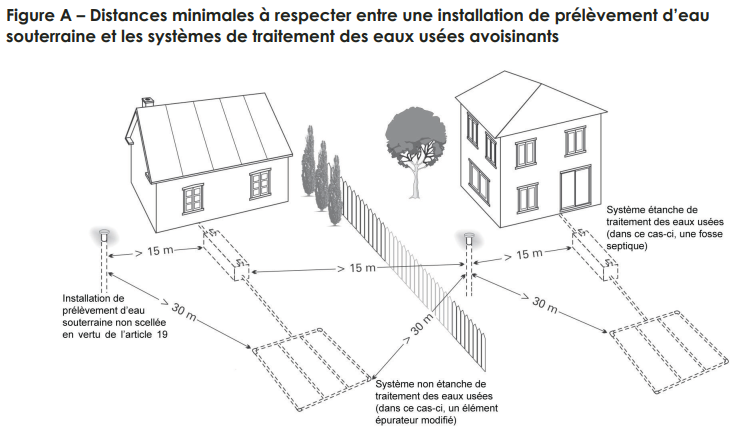 Figure A – Distances minimales à respecter entre une installation de prélèvement d’eau
souterraine et les systèmes de traitement des eaux usées avoisinants
Système étanche de
traitement des eaux usées
(dans ce cas-ci, une fosse
septique)
> 15 m
> 15 m
> 15 m
Installation de
prélèvement d’eau
souterraine non scellée
en vertu de l’article 19
> 30 m
> 30 m
> 30 m
Système non étanche de
traitement des eaux usées
(dans ce cas-ci, un élément
épurateur modifié)